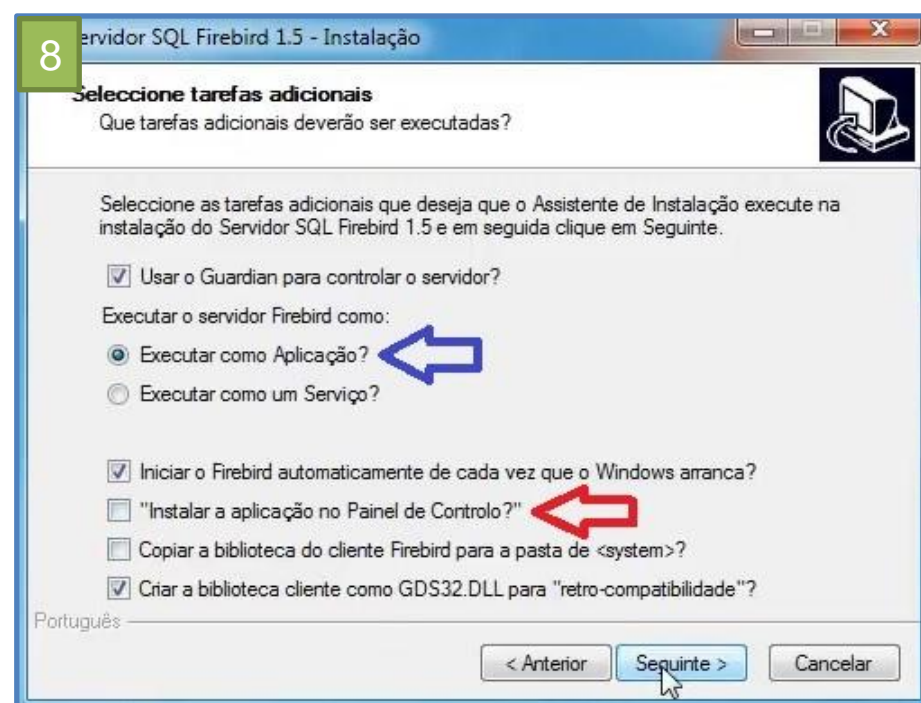 8
ervidor SQL Firebird 1.5 - Instalação
Seleccione tarefas adicionais
Que tarefas adicionais deverão ser executadas?
Seleccione as tarefas adicionais que deseja que o Assistente de Instalação execute na
instalação do Servidor SQL Firebird 1.5 e em seguida clique em Seguinte.
Usar o Guardian para controlar o servidor?
Executar o servidor Firebird como:
Executar como Aplicação?
Executar como um Serviço?
Iniciar o Firebird automaticamente de cada vez que o Windows arranca?
"Instalar a aplicação no Painel de Controlo?"
Copiar a biblioteca do cliente Firebird para a pasta de <system>?
Criar a biblioteca cliente como GDS32.DLL para "retro-compatibilidade"?
Português
< Anterior
Seguinte >
Cancelar